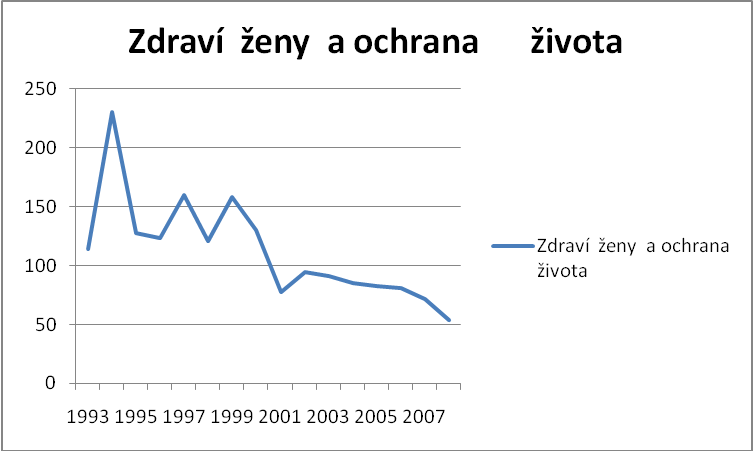 Zdraví ženy a ochrana života
250
200
150
100
50
0
1993 1995 1997 1999 2001 2003 2005 2007
Zdraví ženy a ochrana
života